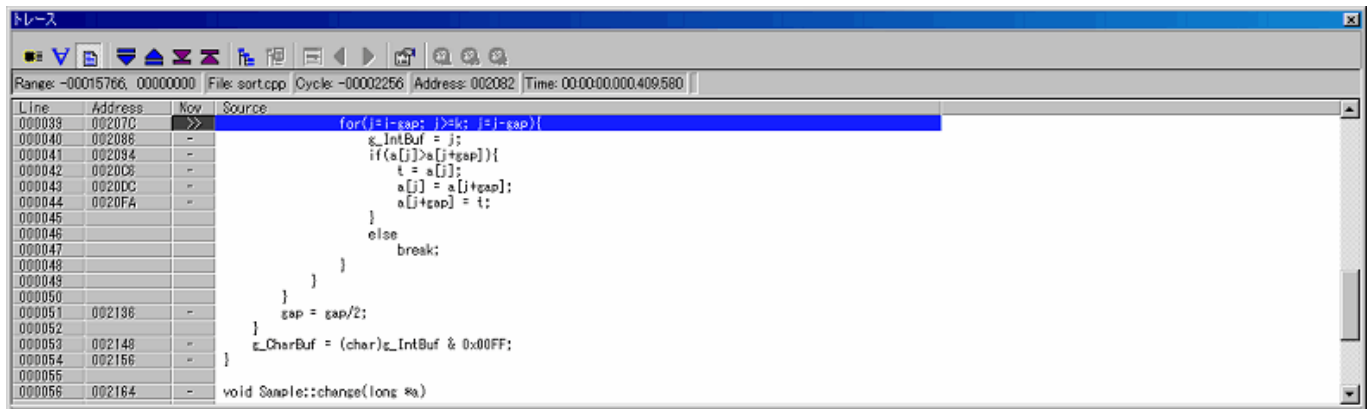 トレース
Range: -00015766, 00000000 File: sort.cpp Cycle: -00002256 Address: 002082 Time: 00:00:00.000.409.580
Line Address Now Source
000039 00207C >> for(j=i-gap; j>=k; j=j-gap){
000040 002086 - g_IntBuf = j;
000041 002094 - if(a[j]>a[j+gap]){
000042 0020C8 - t = a[j];
000043 0020DC - a[j] = a[j+gap];
000044 0020FA - a[j+gap] = t;
000045 }
000046 else
000047 break;
000048 }
000049 }
000050 }
000051 002136 - gap = gap/2;
000052 }
000053 002148 - g_CharBuf = (char)g_IntBuf & 0x00FF;
000054 002156 - }
000055
000056 002164 - void Sample::change(long *a)